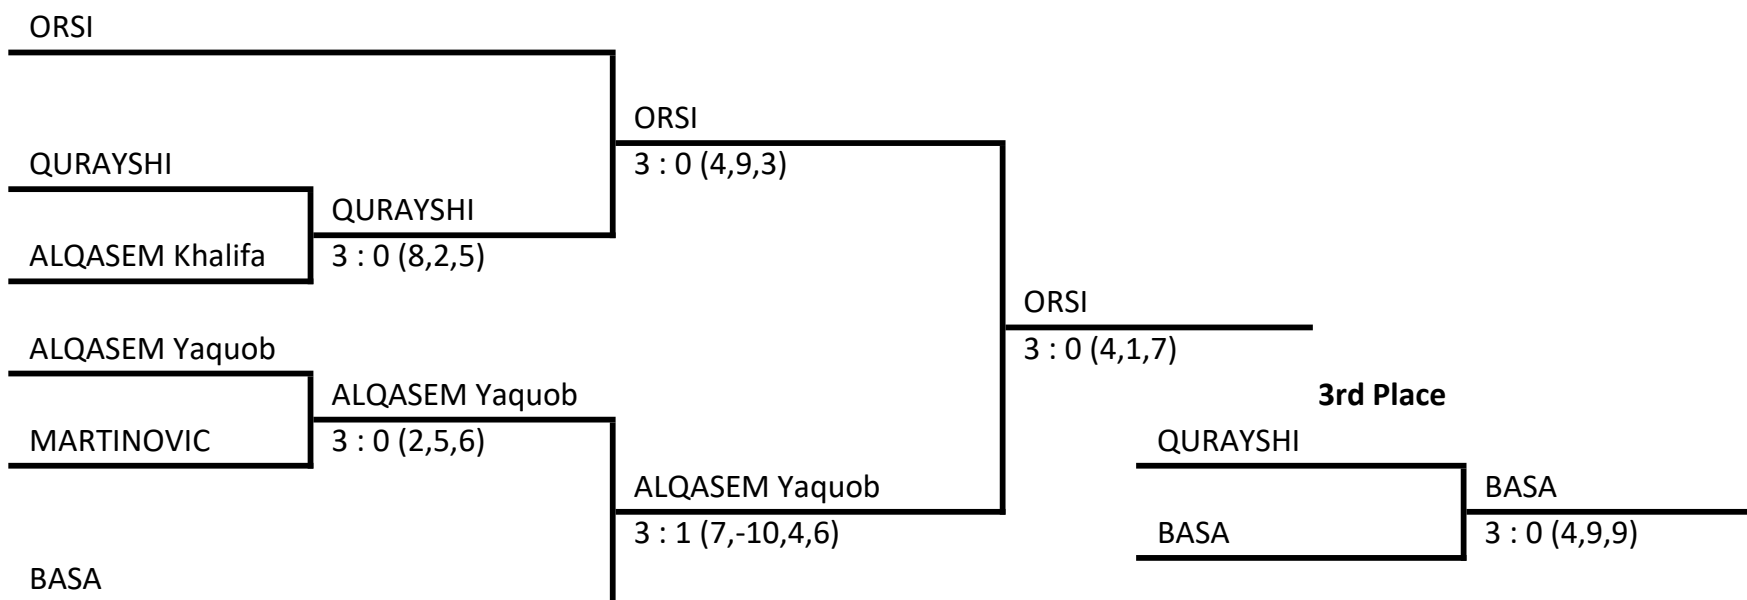 ORSI
ORSI
QURAYSHI
3 : 0 (4,9,3)
QURAYSHI
ALQASEM Khalifa
3 : 0 (8,2,5)
ORSI
ALQASEM Yaquob
3 : 0 (4,1,7)
ALQASEM Yaquob
3rd Place
MARTINOVIC
3 : 0 (2,5,6)
QURAYSHI
ALQASEM Yaquob
BASA
3 : 1 (7,-10,4,6)
BASA
3 : 0 (4,9,9)
BASA